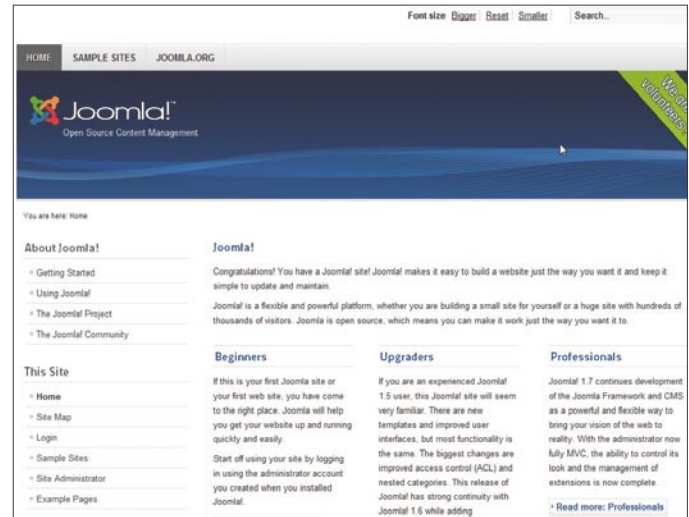 Font size Bigger Reset Smaller Search...
HOME SAMPLE SITES JOOMLA.ORG
We are
volunteers
Joomla!™
Open Source Content Management
You are here: Home
About Joomla!
Getting Started
Using Joomla!
The Joomla! Project
The Joomla! Community
This Site
Home
Site Map
Login
Sample Sites
Site Administrator
Example Pages
Joomla!
Congratulations! You have a Joomla! site! Joomla! makes it easy to build a website just the way you want it and keep it
simple to update and maintain.
Joomla! is a flexible and powerful platform, whether you are building a small site for yourself or a huge site with hundreds of
thousands of visitors. Joomla is open source, which means you can make it work just the way you want it to.
Beginners
If this is your first Joomla site or
your first web site, you have come
to the right place. Joomla will help
you get your website up and running
quickly and easily.
Start off using your site by logging
in using the administrator account
you created when you installed
Joomla!.
Upgraders
If you are an experienced Joomla!
1.5 user, this Joomla! site will seem
very familiar. There are new
templates and improved user
interfaces, but most functionality is
the same. The biggest changes are
improved access control (ACL) and
nested categories. This release of
Joomla! has strong continuity with
Joomla! 1.6 while adding
Professionals
Joomla! 1.7 continues development
of the Joomla Framework and CMS
as a powerful and flexible way to
bring your vision of the web to
reality. With the administrator now
fully MVC, the ability to control its
look and the management of
extensions is now complete.
Read more: Professionals